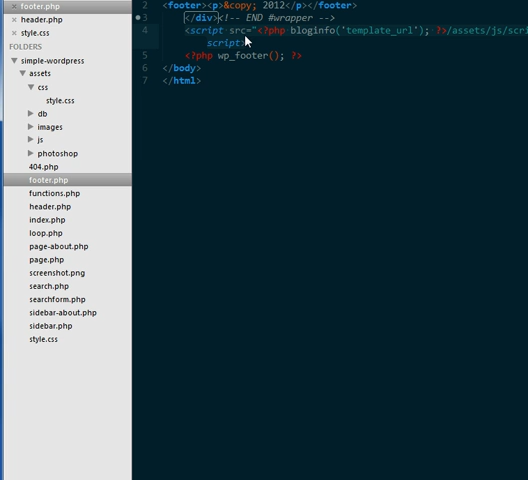 footer.php
header.php
style.css
FOLDERS
simple-wordpress
assets
css
style.css
db
images
js
photoshop
404.php
footer.php
functions.php
header.php
index.php
loop.php
page-about.php
page.php
screenshot.png
search.php
searchform.php
sidebar-about.php
sidebar.php
style.css
2 <footer><p>&copy; 2012</p></footer>
3 </div><!-- END #wrapper -->
4 <script src="<?php bloginfo('template_url'); ?>/assets/js/scri
script>
5 <?php wp_footer(); ?>
6 </body>
7 </html>